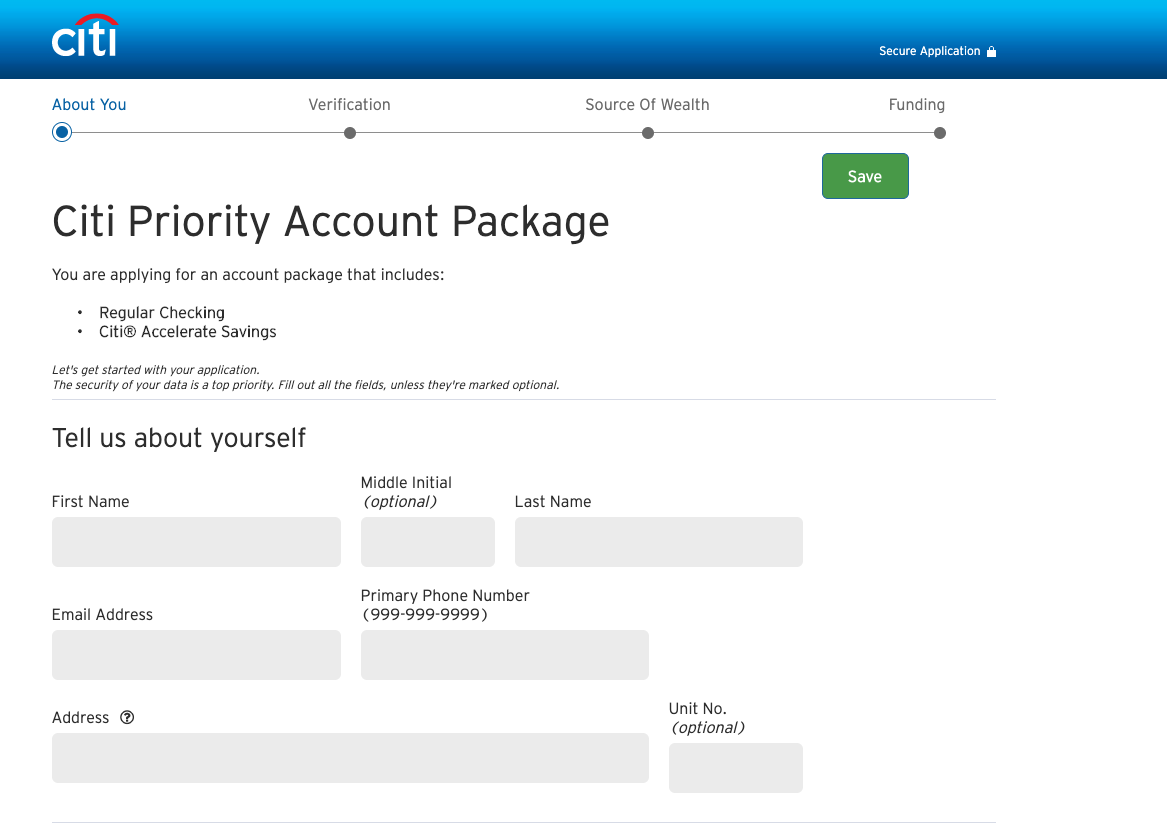 citi
Secure Application
About You
Verification
Source Of Wealth
Funding
Save
Citi Priority Account Package
You are applying for an account package that includes:
• Regular Checking
• Citi® Accelerate Savings
Let's get started with your application.
The security of your data is a top priority. Fill out all the fields, unless they're marked optional.
Tell us about yourself
First Name
Middle Initial
(optional)
Last Name
Email Address
Primary Phone Number
(999-999-9999)
Address ?
Unit No.
(optional)